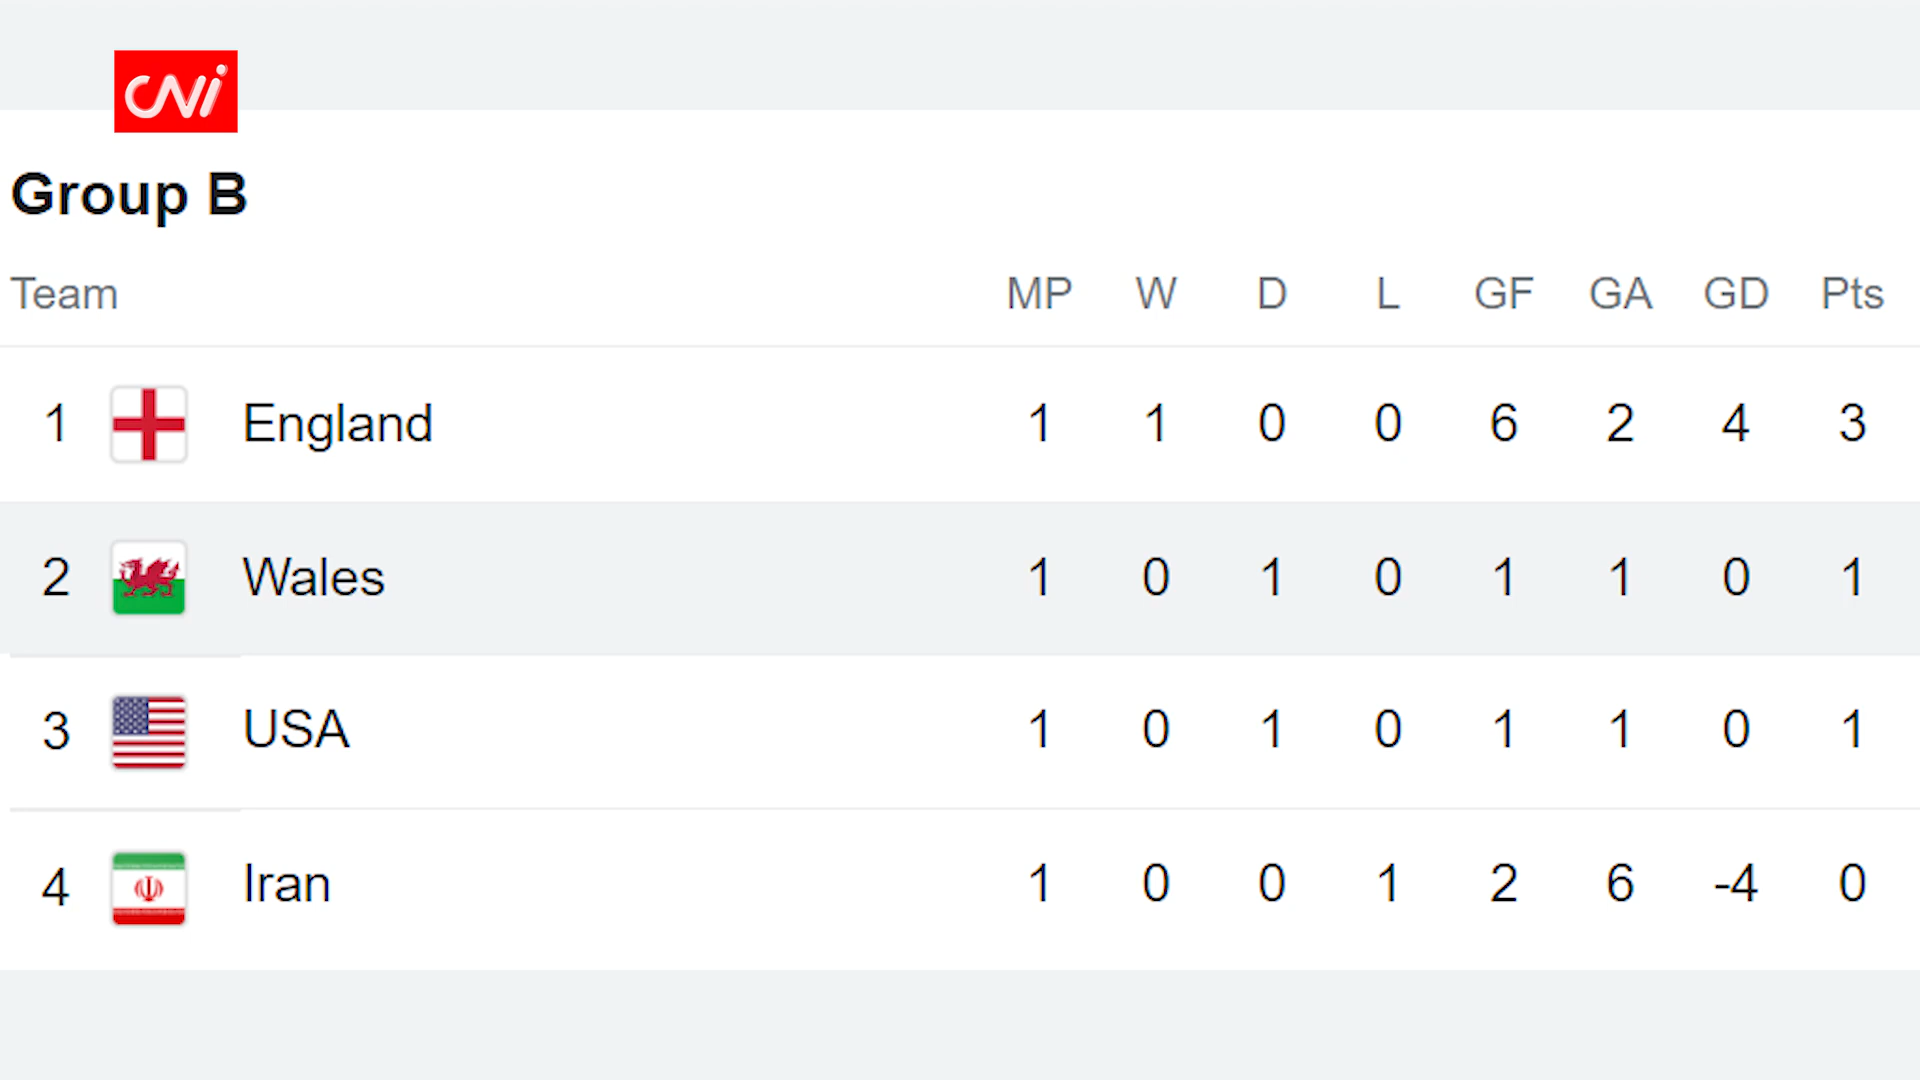 CNi
Group B
Team MP W D L GF GA GD Pts
1 England 1 1 0 0 6 2 4 3
2 Wales 1 0 1 0 1 1 0 1
3 USA 1 0 1 0 1 1 0 1
4 Iran 1 0 0 1 2 6 -4 0